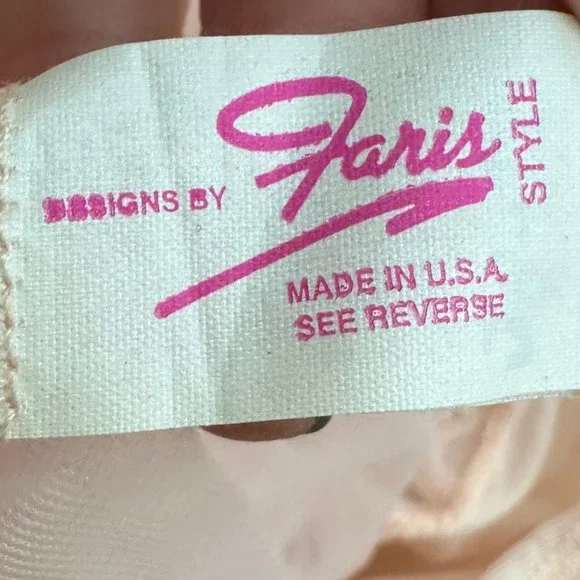 DESIGNS BY Faris
STYLE
MADE IN U.S.A.
SEE REVERSE